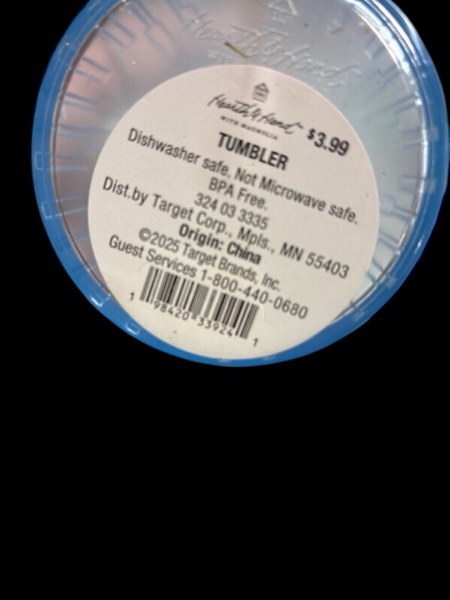 Hearth & Hand
Hearth & Hand
WITH MAGNOLIA
$3.99
TUMBLER
Dishwasher safe. Not Microwave safe.
BPA Free.
324 03 3335
Dist.by Target Corp., Mpls., MN 55403
Origin: China
©2025 Target Brands, Inc.
Guest Services 1-800-440-0680
1 98420 33924 1